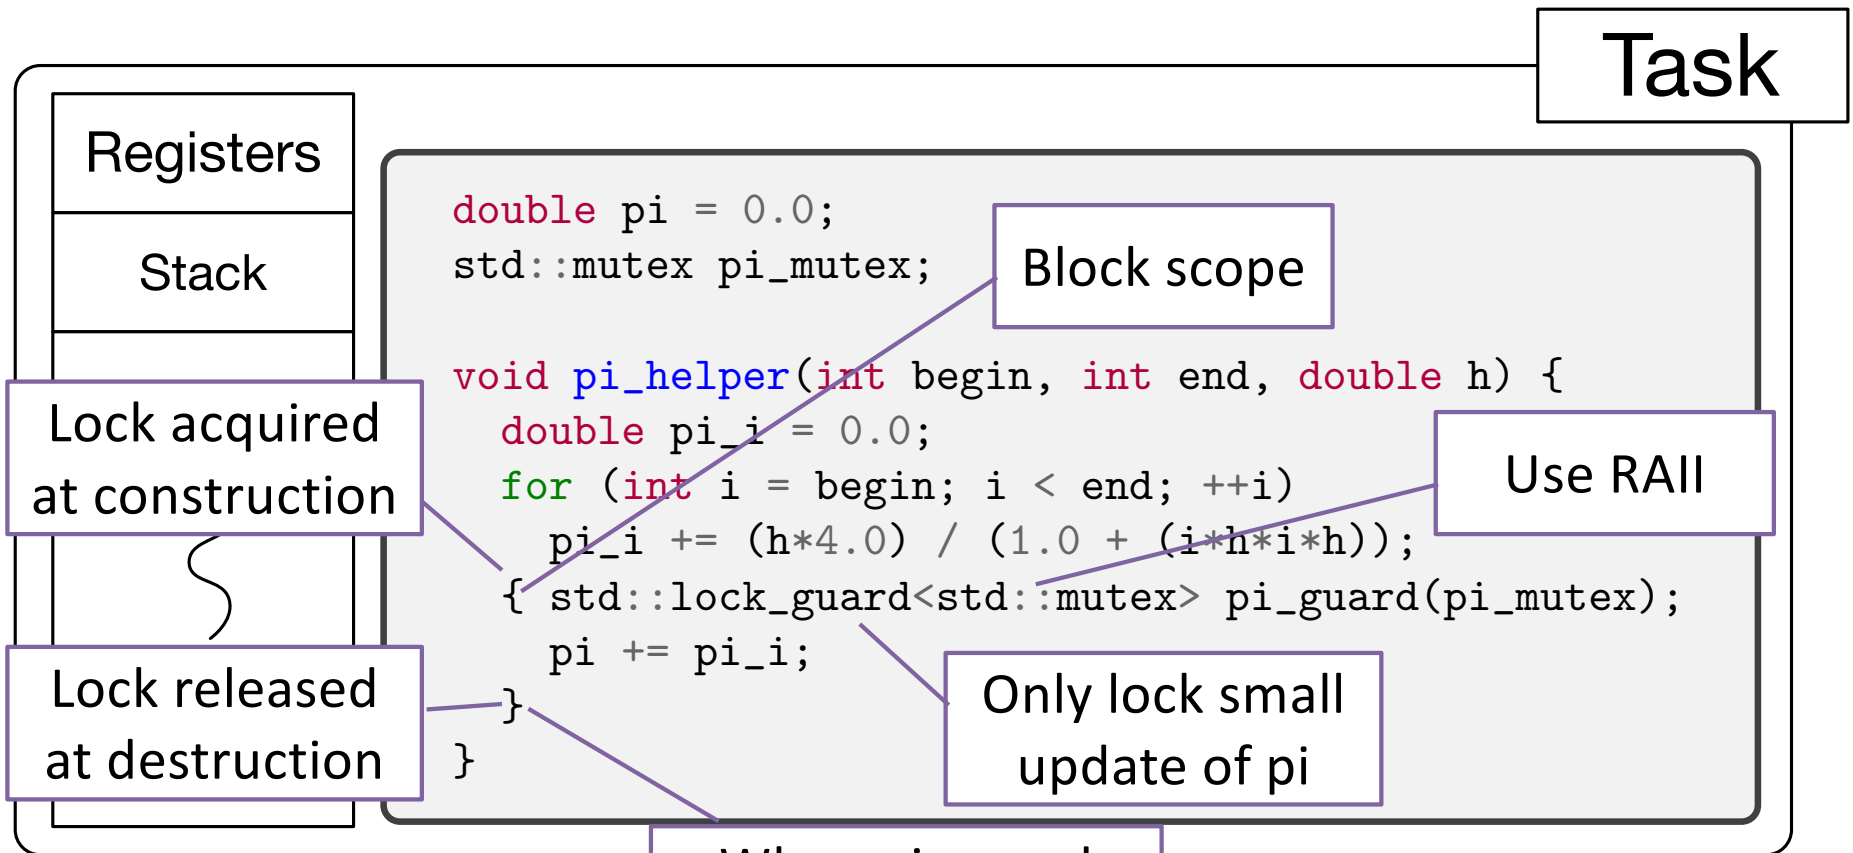 Task
Registers
Stack
double pi = 0.0;
std::mutex pi_mutex;
Block scope
void pi_helper(int begin, int end, double h) {
double pi_i = 0.0;
for (int i = begin; i < end; ++i)
pi_i += (h*4.0) / (1.0 + (i*h*i*h));
{ std::lock_guard<std::mutex> pi_guard(pi_mutex);
pi += pi_i;
}
}
Lock acquired
at construction
Use RAII
Lock released
at destruction
Only lock small
update of pi